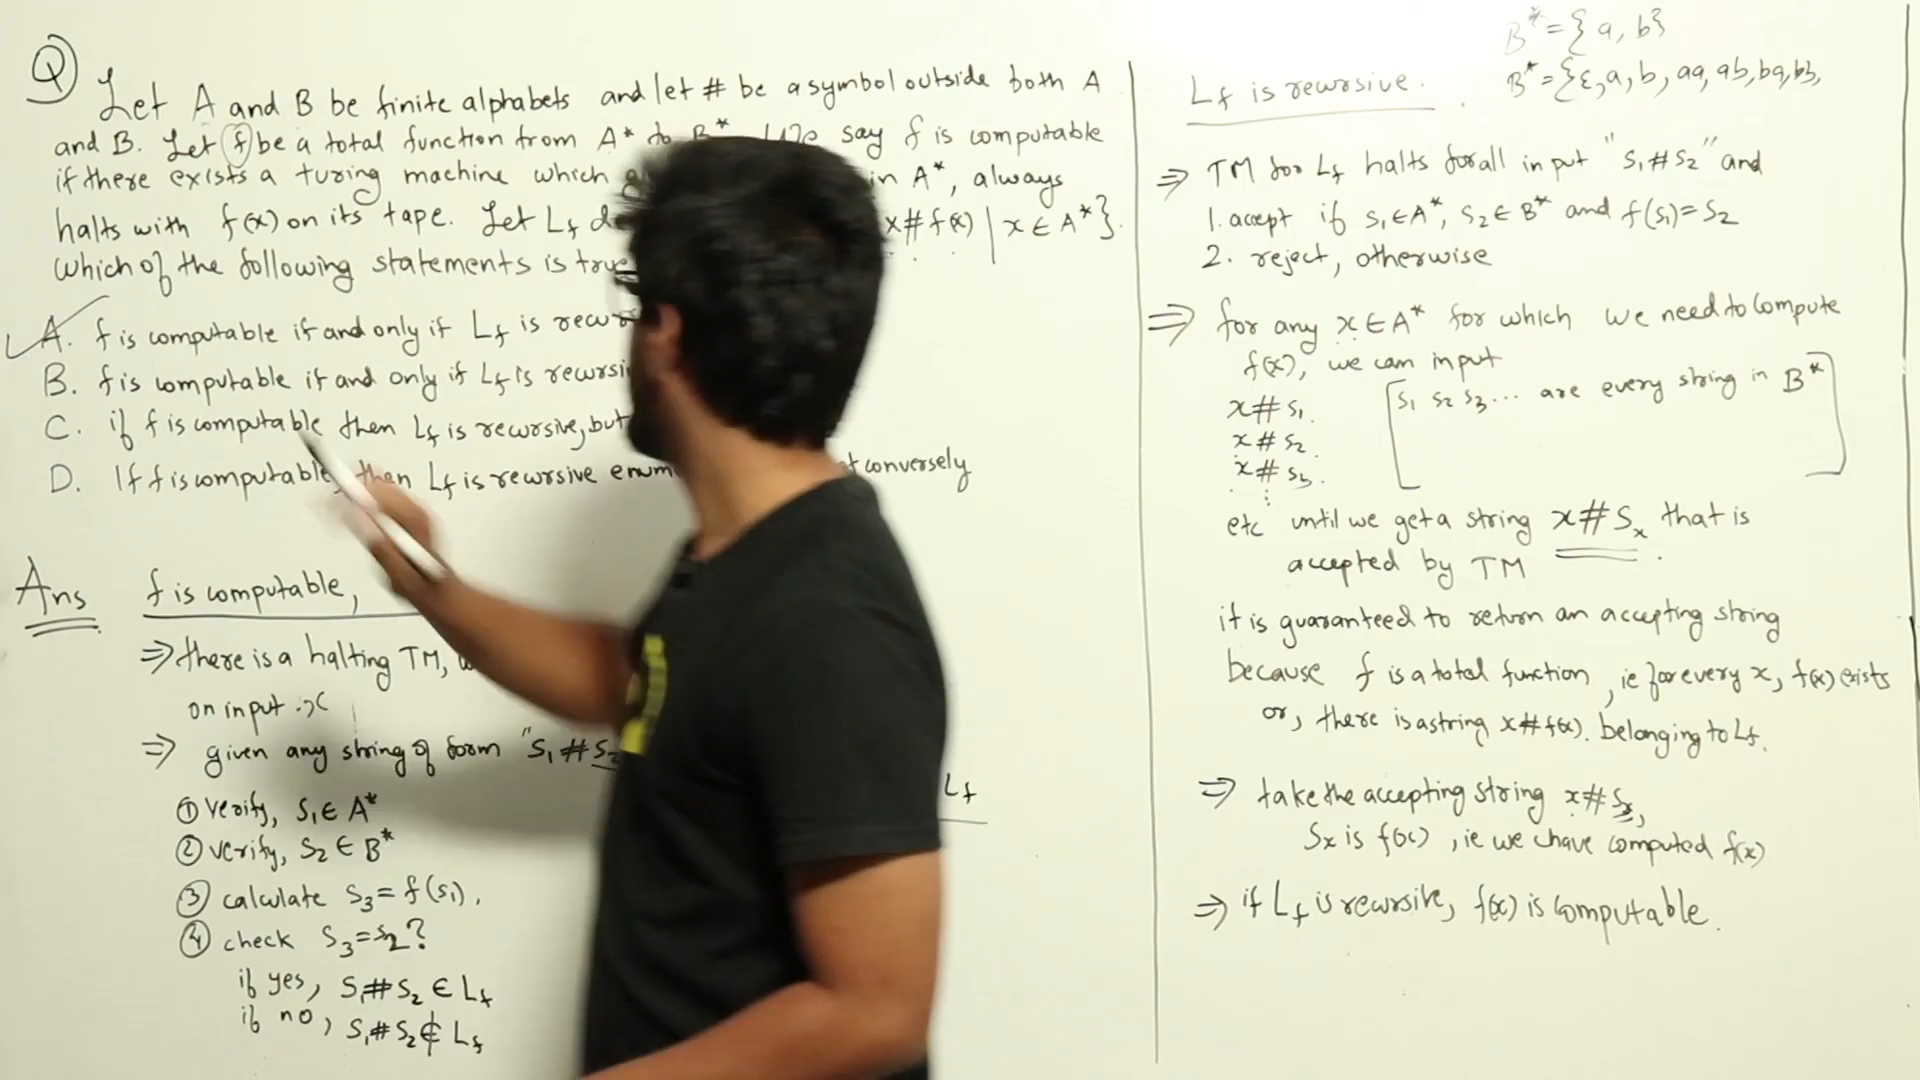 Q
Let A and B be finite alphabets and let # be a symbol outside both A
and B. Let f be a total function from A* to B*. We say f is computable
if there exists a turing machine which in A*, always
halts with f(x) on its tape. Let Lf x # f(x) | x ∈ A*}.
Which of the following statements is true
A. f is computable if and only if Lf is
B. f is computable if and only if Lf is
C. if f is computable then Lf is recursive, but
D. If f is computable, then Lf is recursive conversely
Ans f is computable,
⇒ there is a halting TM,
on input x
⇒ given any string of form "S1 # S2
Lf
① Verify, S1 ∈ A*
② verify, S2 ∈ B*
③ calculate S3 = f(S1).
④ check S3 = S2?
if yes, S1 # S2 ∈ Lf
if no, S1 # S2 ∉ Lf
B* = {a, b}
B* = {ε, a, b, aa, ab, ba, bb,
Lf is recursive.
⇒ TM for Lf halts for all input "S1 # S2" and
1. accept if S1 ∈ A*, S2 ∈ B* and f(S1) = S2
2. reject, otherwise
⇒ for any x ∈ A* for which we need to compute
f(x), we can input
x # S1. [S1 S2 S3... are every string in B*]
x # S2.
x # S3.
⋮
etc until we get a string x # Sx that is
accepted by TM
it is guaranteed to return an accepting string
because f is a total function, ie for every x, f(x) exists
or, there is a string x # f(x). belonging to Lf.
⇒ take the accepting string x # Sx,
Sx is f(x), ie we have computed f(x)
⇒ if Lf is recursive, f(x) is computable.